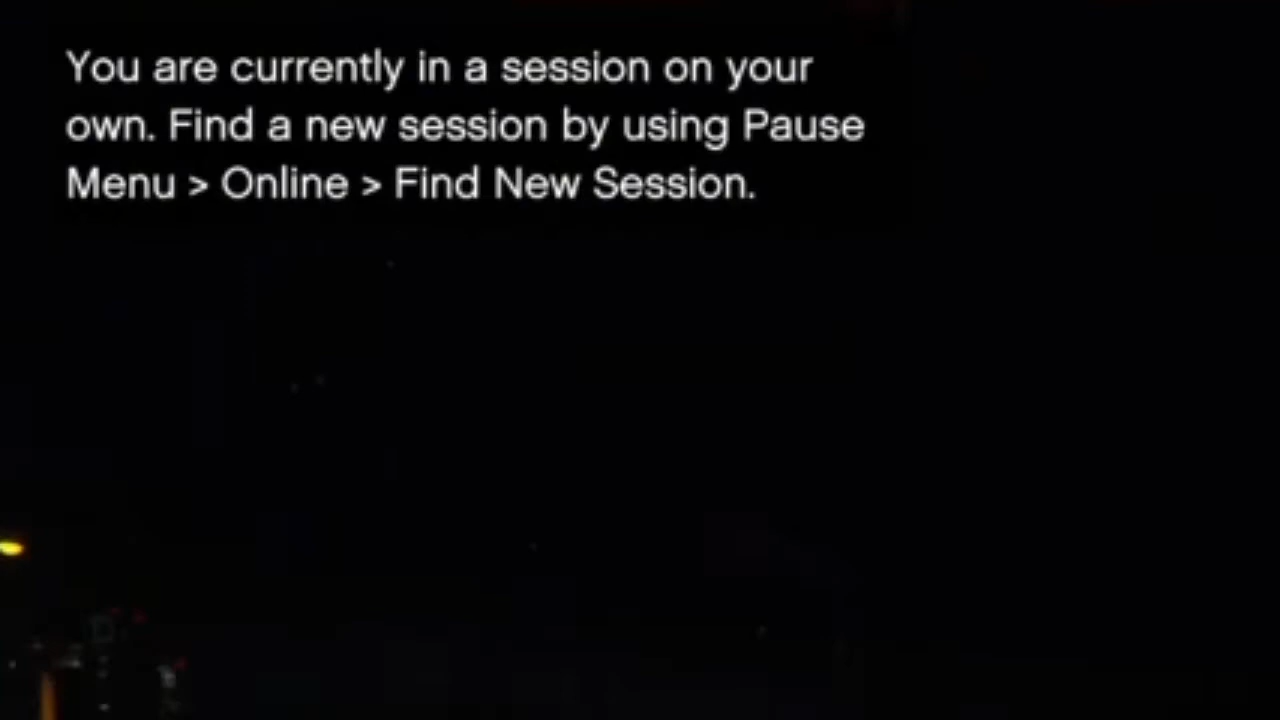 You are currently in a session on your
own. Find a new session by using Pause
Menu > Online > Find New Session.